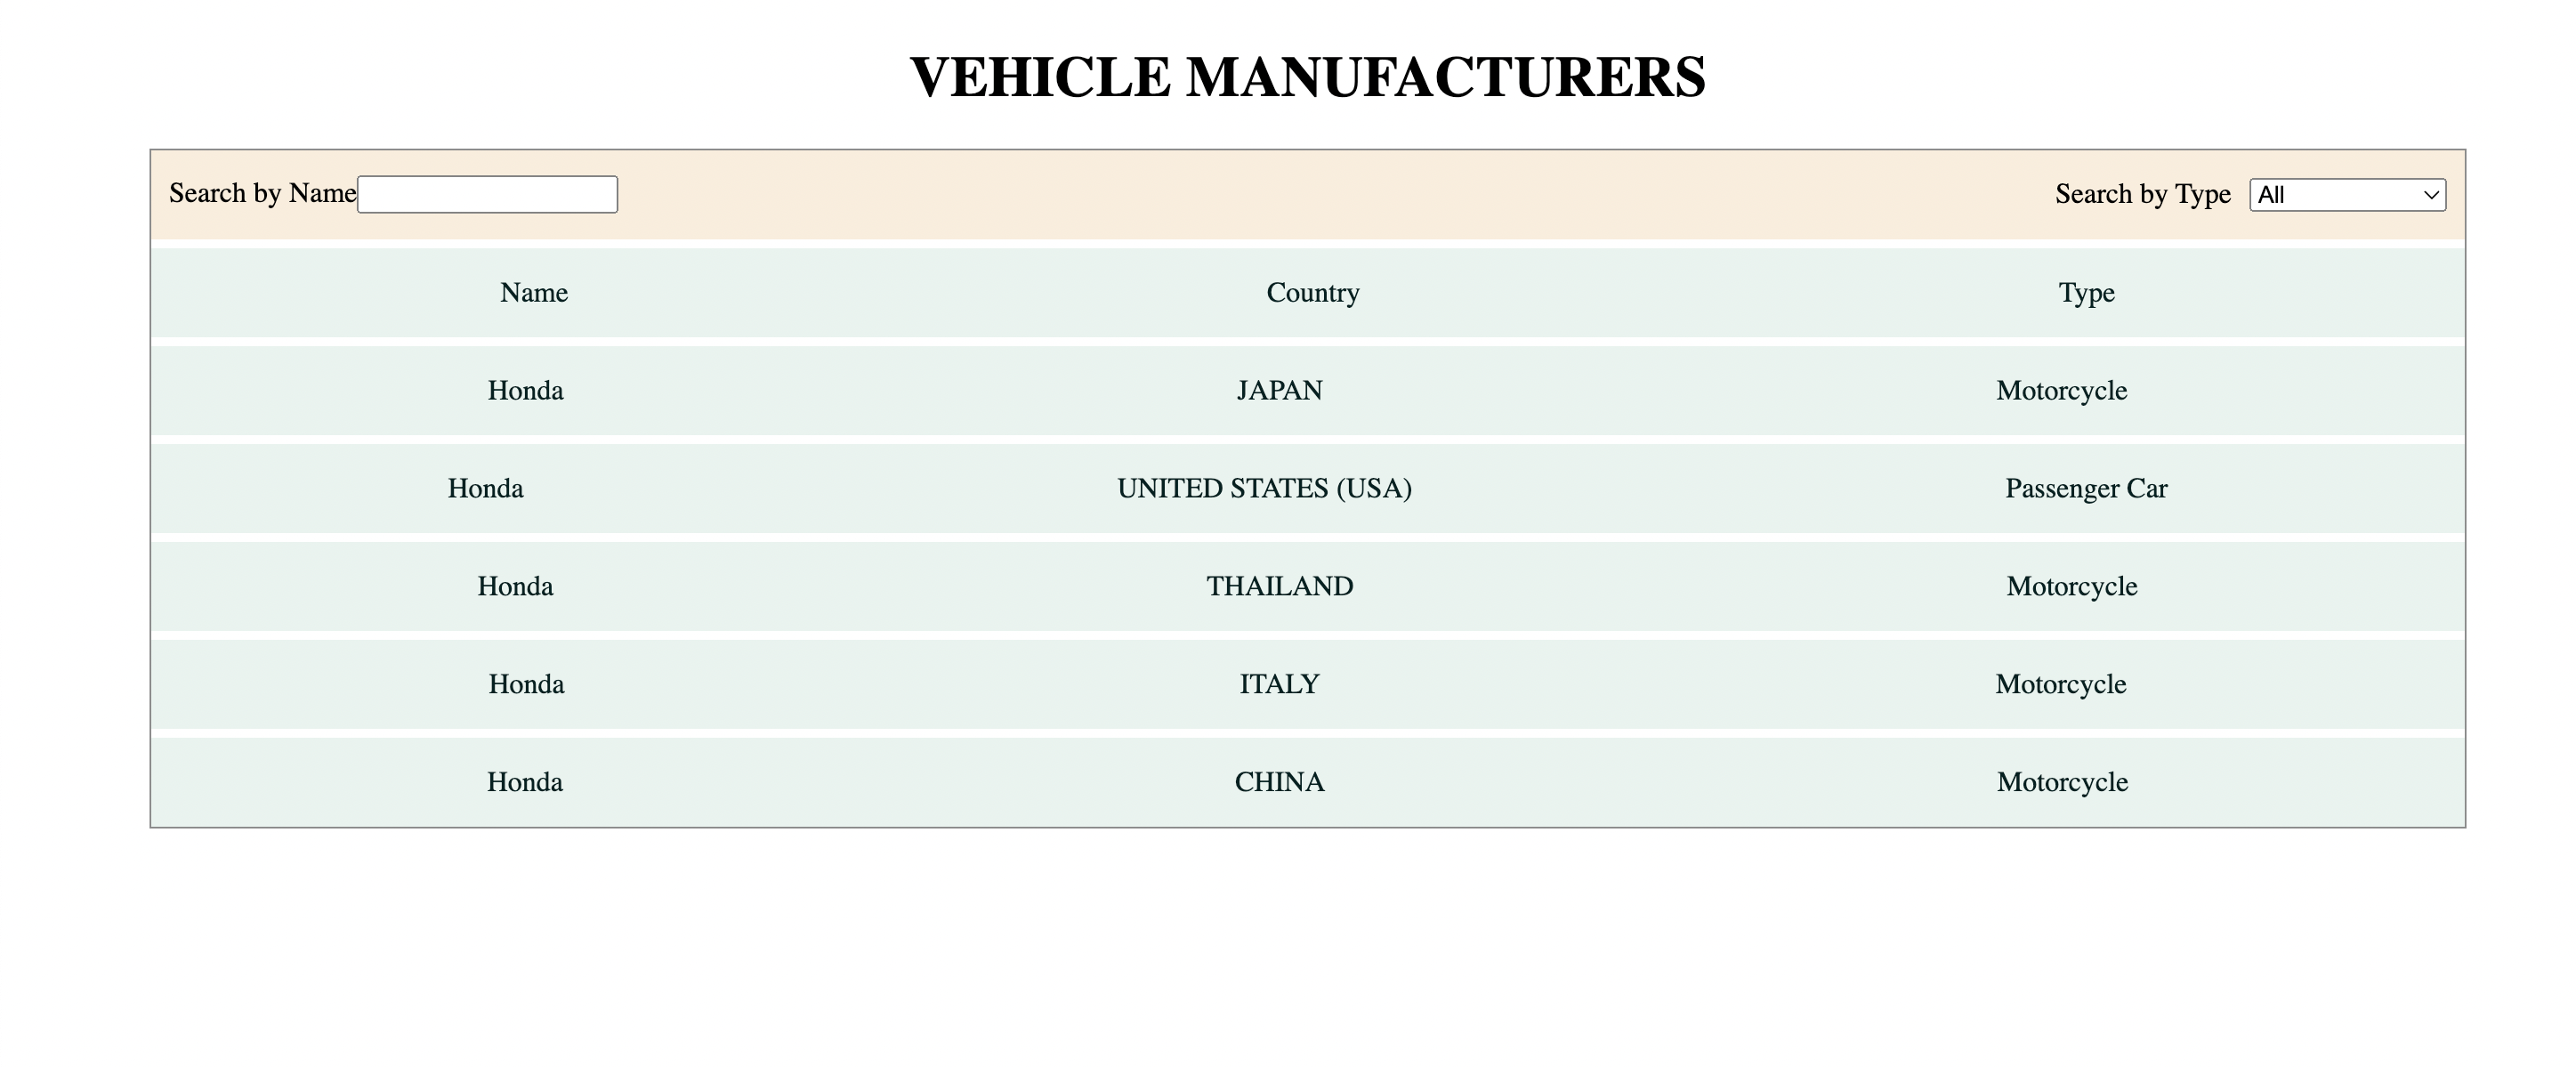 VEHICLE MANUFACTURERS
Search by Name Search by Type All
Name Country Type
Honda JAPAN Motorcycle
Honda UNITED STATES (USA) Passenger Car
Honda THAILAND Motorcycle
Honda ITALY Motorcycle
Honda CHINA Motorcycle